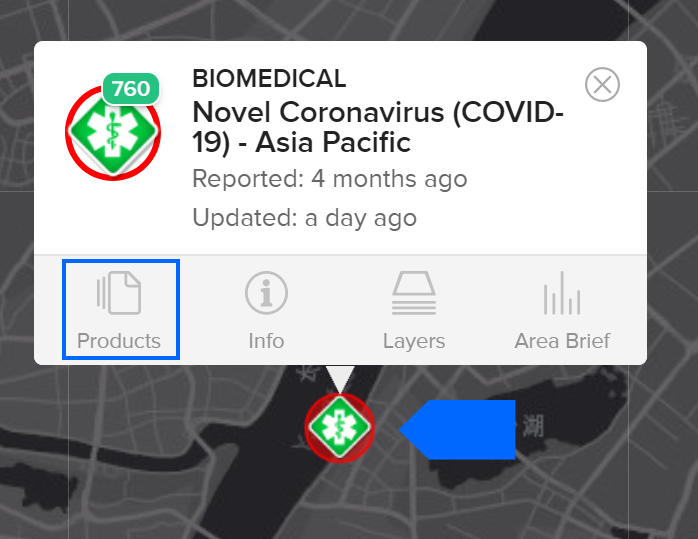 760
BIOMEDICAL
Novel Coronavirus (COVID-
19) - Asia Pacific
Reported: 4 months ago
Updated: a day ago
Products
Info
Layers
Area Brief
长
湖